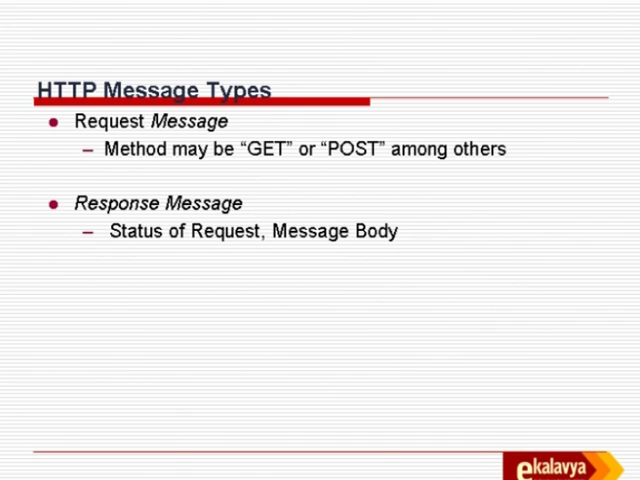 HTTP Message Types
● Request Message
– Method may be “GET” or “POST” among others
● Response Message
– Status of Request, Message Body
ekalavya